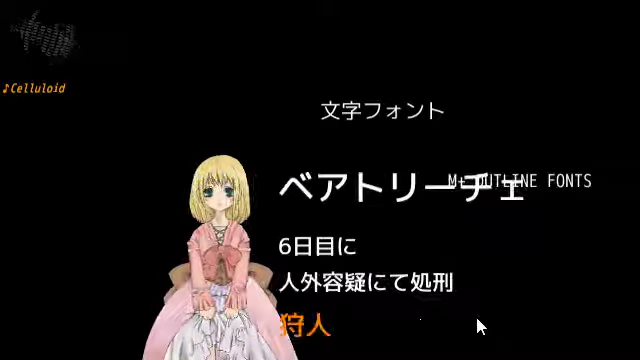 ♪Celluloid
文字フォント
ベアトリーチェ
M+ OUTLINE FONTS
6日目に
人外容疑にて処刑
狩人